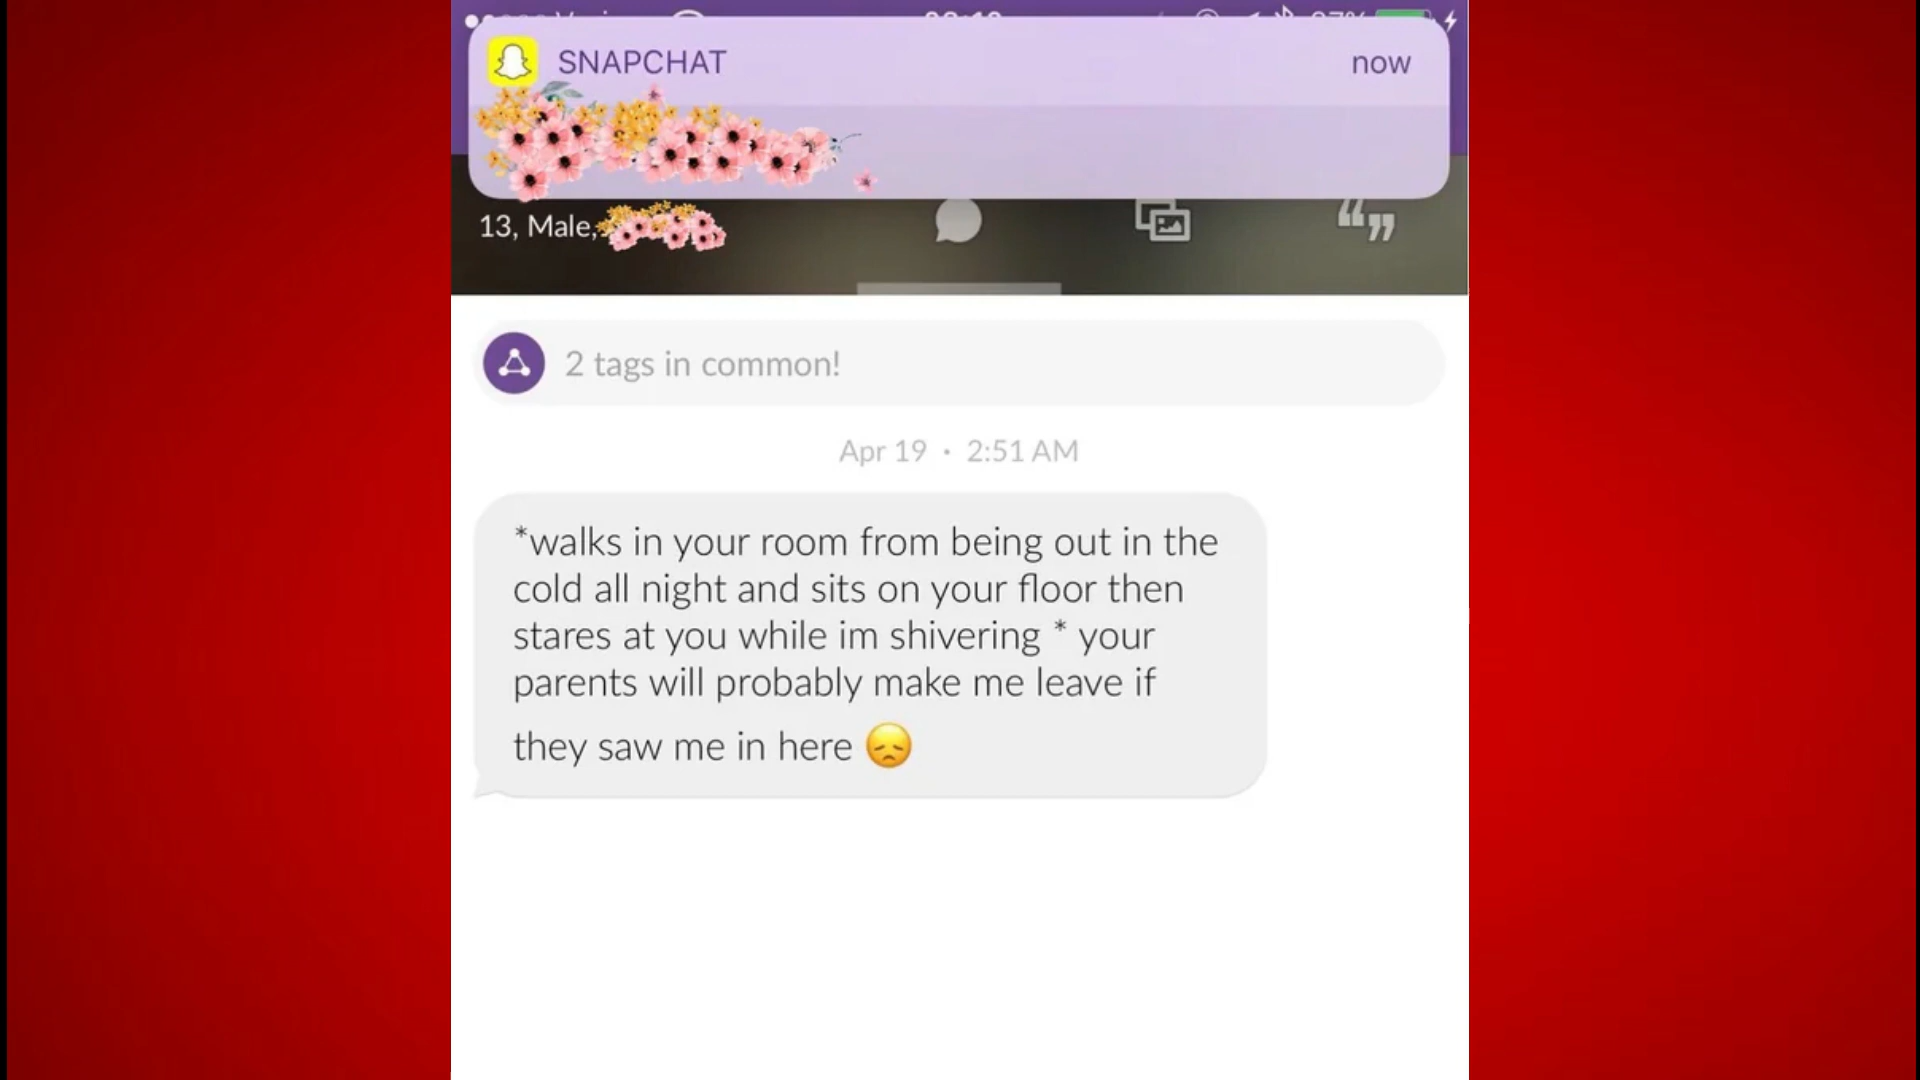 SNAPCHAT
now
13, Male,
2 tags in common!
Apr 19 • 2:51 AM
*walks in your room from being out in the
cold all night and sits on your floor then
stares at you while im shivering * your
parents will probably make me leave if
they saw me in here 😞